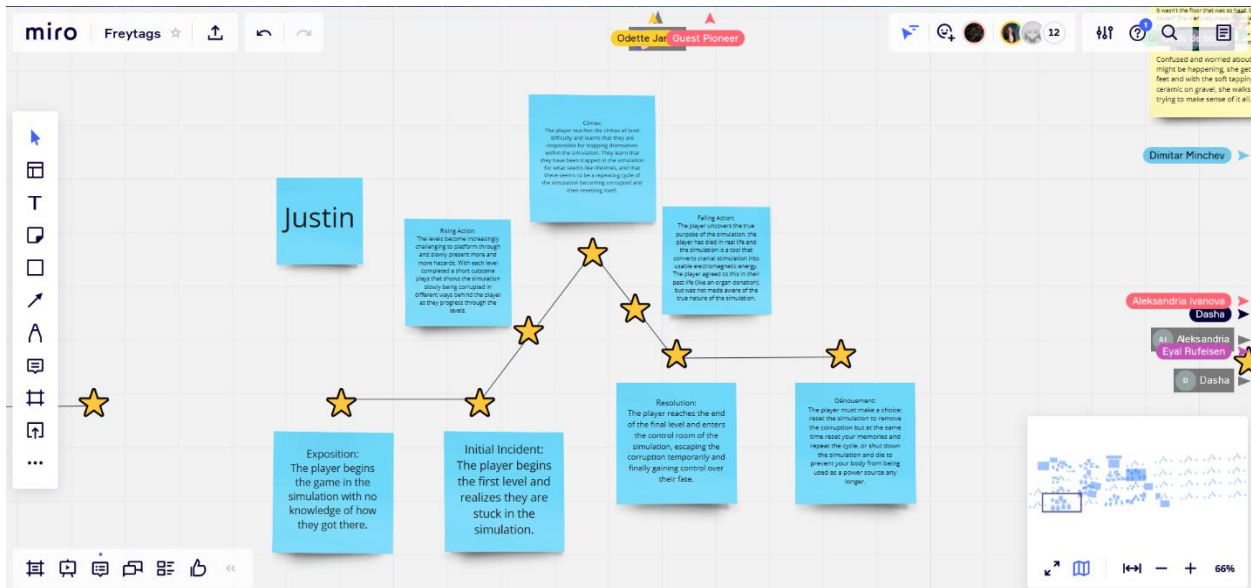 miro
Freytags
Odette Jar
Guest Pioneer
12
1
It wasn't the floor that was so hard,
Confused and worried about
might be happening, she get
feet and with the soft tapping
ceramic on gravel, she walks
trying to make sense of it all.
Dimitar Minchev
Climax:
The player reaches the climax of level
difficulty and learns that they are
responsible for trapping themselves
within the simulation. They learn that
they have been trapped in the simulation
for what seems like lifetimes, and that
there seems to be a repeating cycle of
the simulation becoming corrupted and
then resetting itself.
Justin
Rising Action
The levels become increasingly
challenging to platform through
and slowly present more and
more hazards. With each level
completed a short cutscene
plays that shows the simulation
slowly being corrupted in
different ways behind the player
as they progress through the
levels.
Falling Action:
The player uncovers the true
purpose of the simulation, the
player has died in real life and
the simulation is a tool that
converts cranial stimulation into
usable electromagnetic energy.
The player agreed to this in their
past life (like an organ donation),
but was not made aware of the
true nature of the simulation.
Aleksandria Ivanova
Dasha
AI Aleksandria
Eyal Rufeisen
D Dasha
Exposition:
The player begins
the game in the
simulation with no
knowledge of how
they got there.
Initial Incident:
The player begins
the first level and
realizes they are
stuck in the
simulation.
Resolution:
The player reaches the end
of the final level and enters
the control room of the
simulation, escaping the
corruption temporarily and
finally gaining control over
their fate.
Dénouement:
The player must make a choice:
reset the simulation to remove
the corruption but at the same
time reset your memories and
repeat the cycle, or shut down
the simulation and die to
prevent your body from being
used as a power source any
longer.
66%